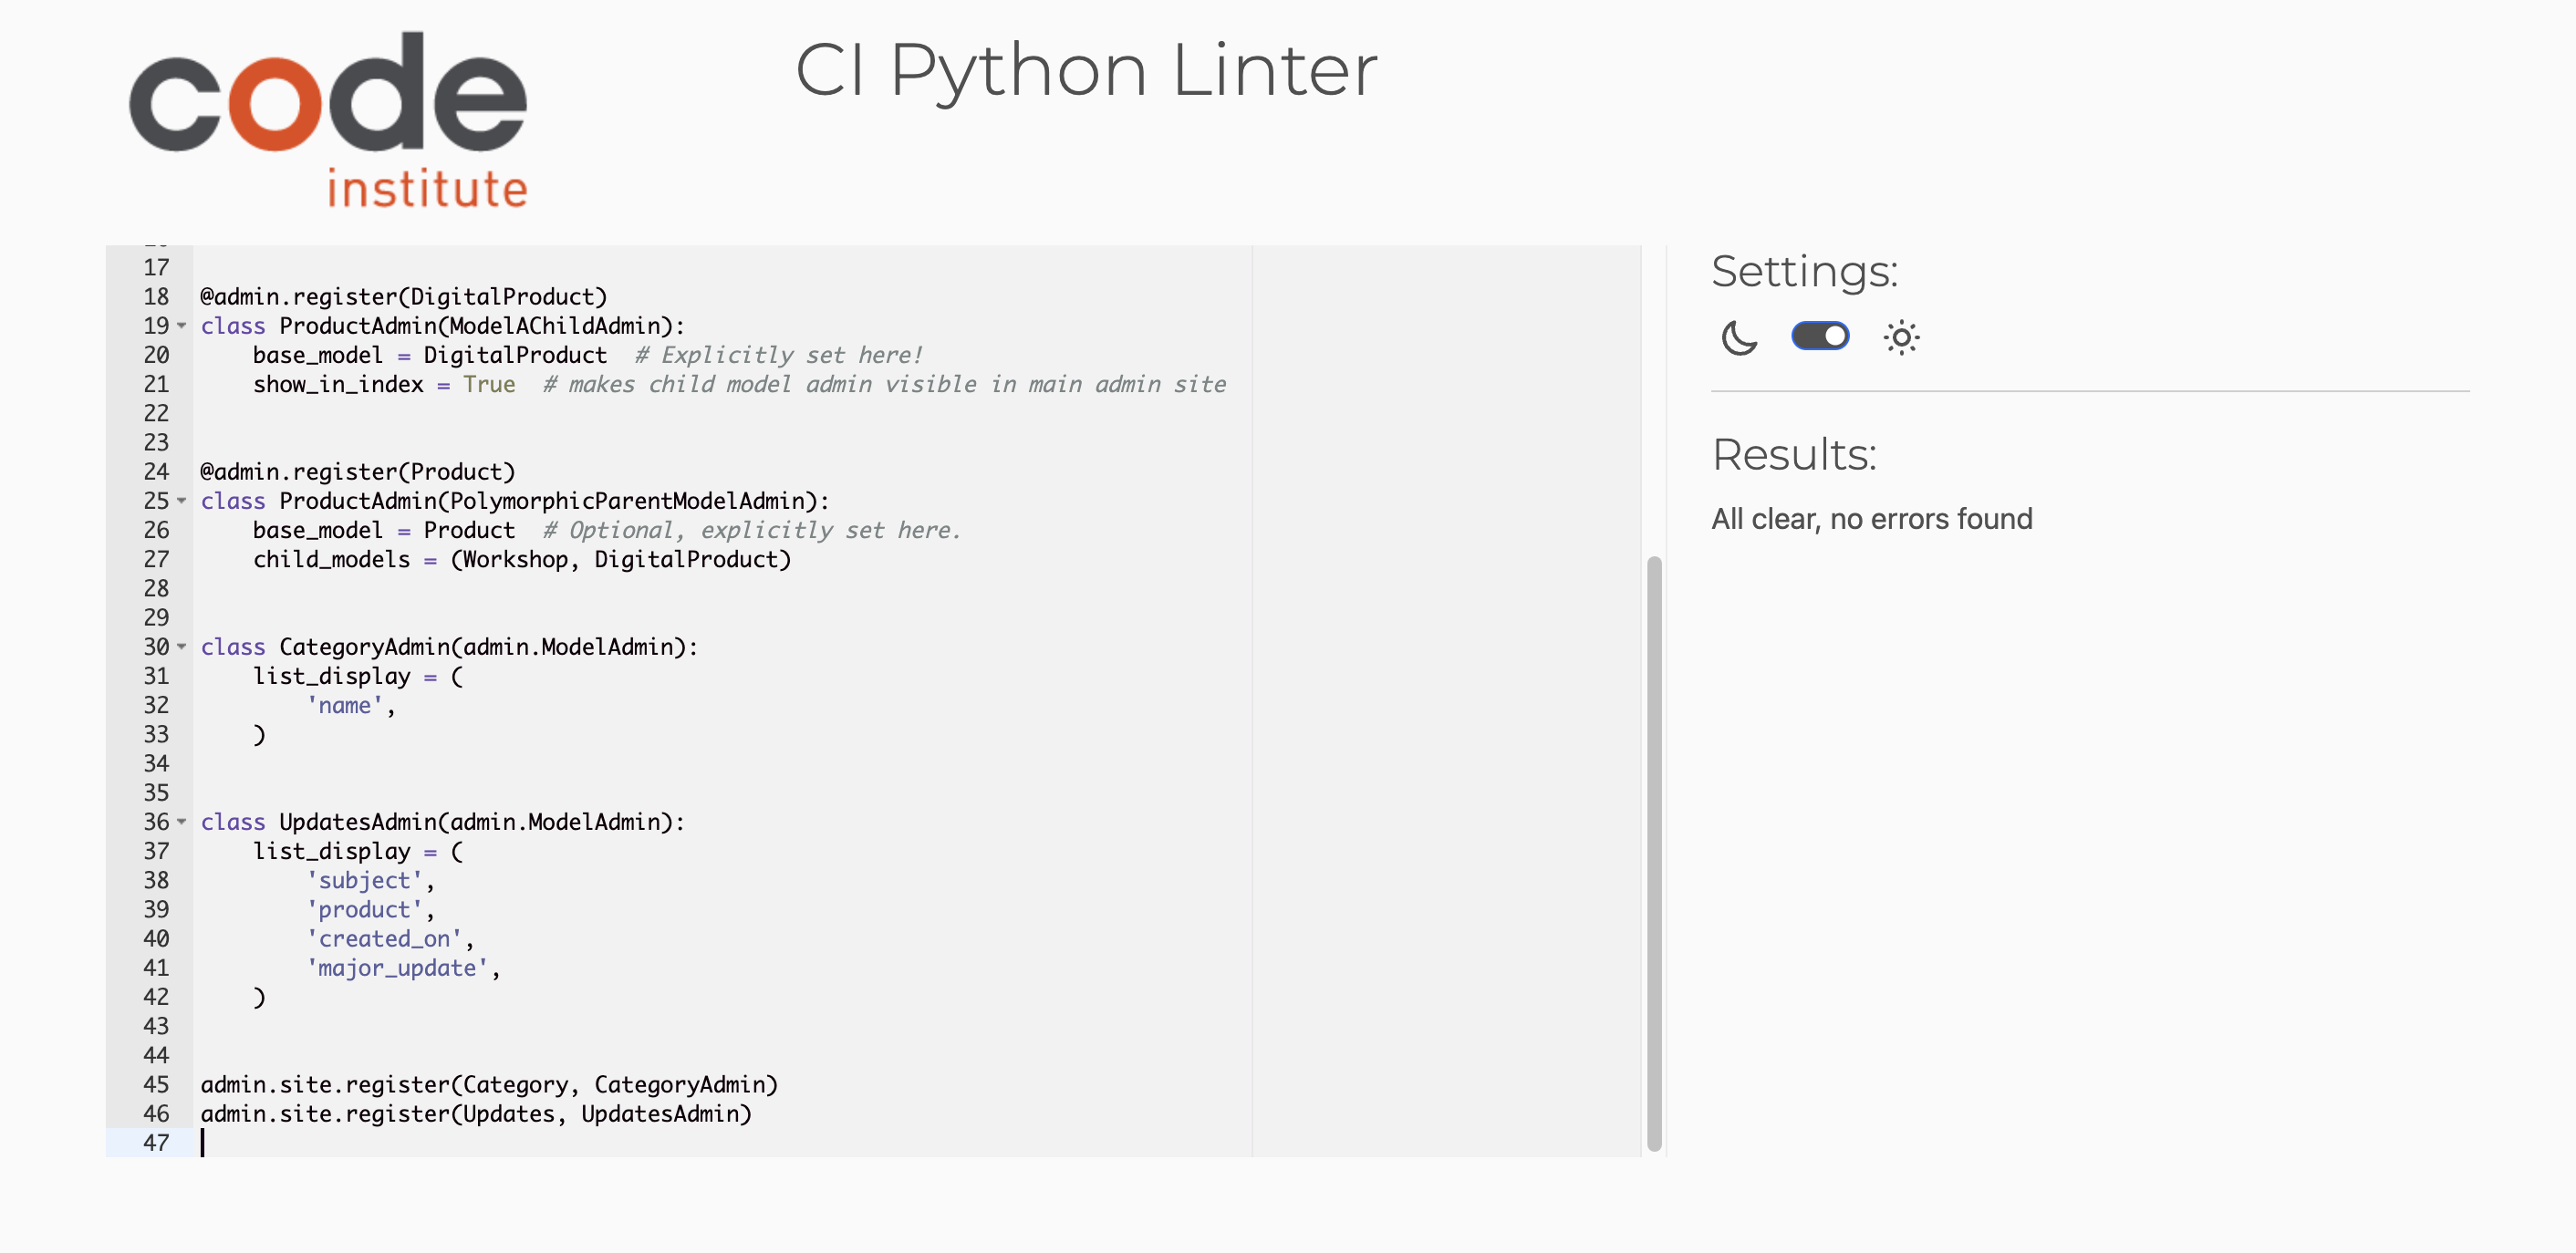 code
institute
CI Python Linter
17
18 @admin.register(DigitalProduct)
19 class ProductAdmin(ModelAChildAdmin):
20     base_model = DigitalProduct  # Explicitly set here!
21     show_in_index = True  # makes child model admin visible in main admin site
22
23
24 @admin.register(Product)
25 class ProductAdmin(PolymorphicParentModelAdmin):
26     base_model = Product  # Optional, explicitly set here.
27     child_models = (Workshop, DigitalProduct)
28
29
30 class CategoryAdmin(admin.ModelAdmin):
31     list_display = (
32         'name',
33     )
34
35
36 class UpdatesAdmin(admin.ModelAdmin):
37     list_display = (
38         'subject',
39         'product',
40         'created_on',
41         'major_update',
42     )
43
44
45 admin.site.register(Category, CategoryAdmin)
46 admin.site.register(Updates, UpdatesAdmin)
47
Settings:
Results:
All clear, no errors found